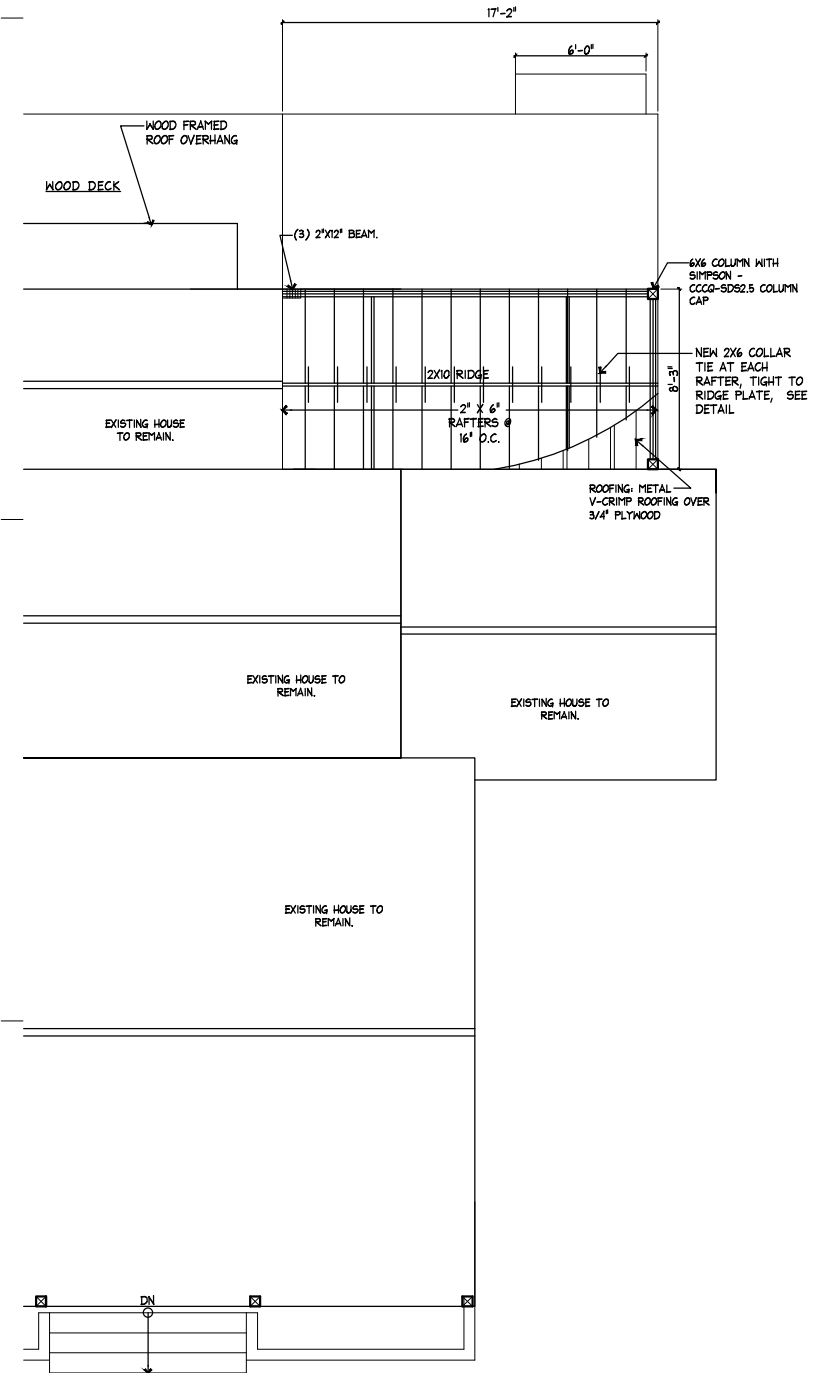 17'-2"
6'-0"
WOOD FRAMED
ROOF OVERHANG
WOOD DECK
(3) 2"X12" BEAM.
6X6 COLUMN WITH
SIMPSON -
CCCQ-SDS2.5 COLUMN
CAP
NEW 2X6 COLLAR
TIE AT EACH
RAFTER, TIGHT TO
RIDGE PLATE, SEE
DETAIL
8'-3"
2X10 RIDGE
2" X 6"
RAFTERS @
16" O.C.
EXISTING HOUSE
TO REMAIN.
ROOFING: METAL
V-CRIMP ROOFING OVER
3/4" PLYWOOD
EXISTING HOUSE TO
REMAIN.
EXISTING HOUSE TO
REMAIN.
EXISTING HOUSE TO
REMAIN.
DN